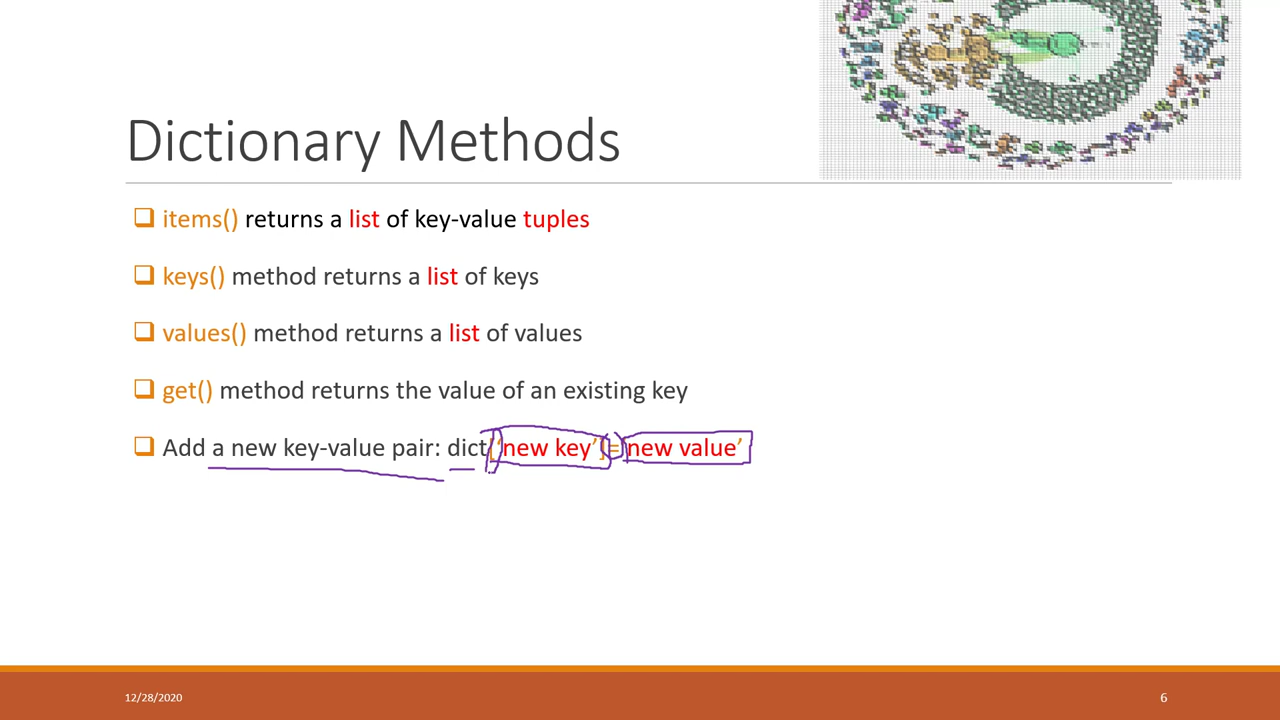 Dictionary Methods
items() returns a list of key-value tuples
keys() method returns a list of keys
values() method returns a list of values
get() method returns the value of an existing key
Add a new key-value pair: dict[‘new key’]=‘new value’
12/28/2020
6